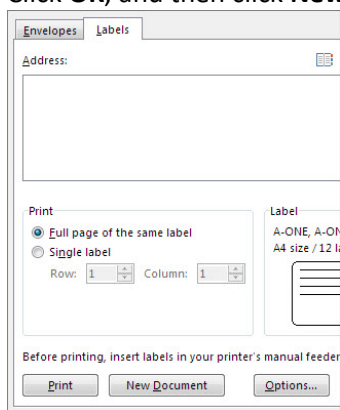 Click OK, and then click New
Envelopes Labels
Address:
Print Label
Full page of the same label A-ONE, A-ON
Single label A4 size / 12 la
Row: 1 Column: 1
Before printing, insert labels in your printer's manual feeder
Print New Document Options...